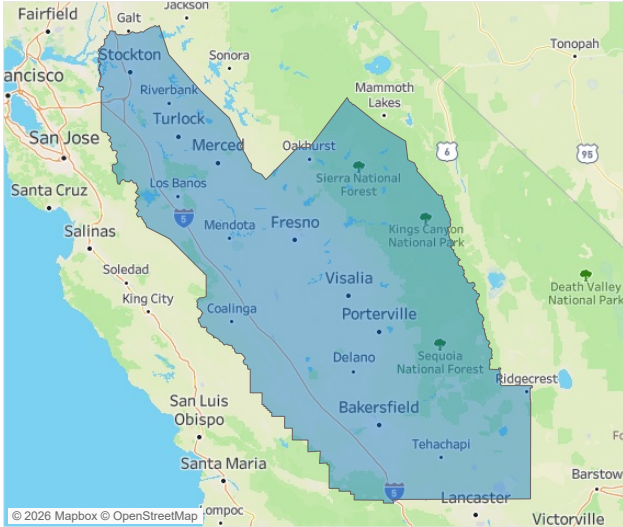 Fairfield
Galt
Jackson
Stockton
Sonora
Tonopah
ancisco
Riverbank
Mammoth
Lakes
Turlock
6
95
San Jose
Merced
Oakhurst
Sierra National
Forest
Santa Cruz
Los Banos
5
Salinas
Mendota
Fresno
Kings Canyon
National Park
Soledad
Visalia
Death Valley
National Park
King City
Coalinga
Porterville
Delano
Sequoia
National Forest
Ridgecrest
San Luis
Obispo
Bakersfield
Fo
Tehachapi
Santa Maria
Barstow
5
Lancaster
ompoc
Victorville
© 2026 Mapbox © OpenStreetMap